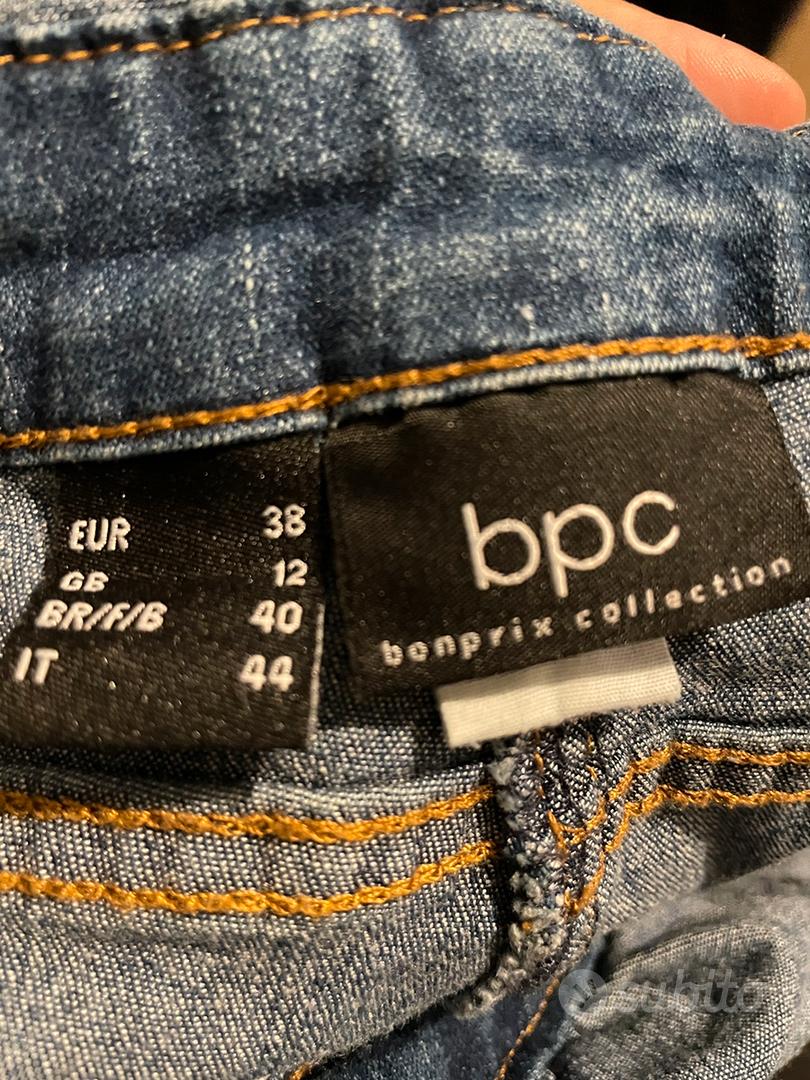 EUR 38
GB 12
BR/F/B 40
IT 44
bpc
bonprix collection
subito